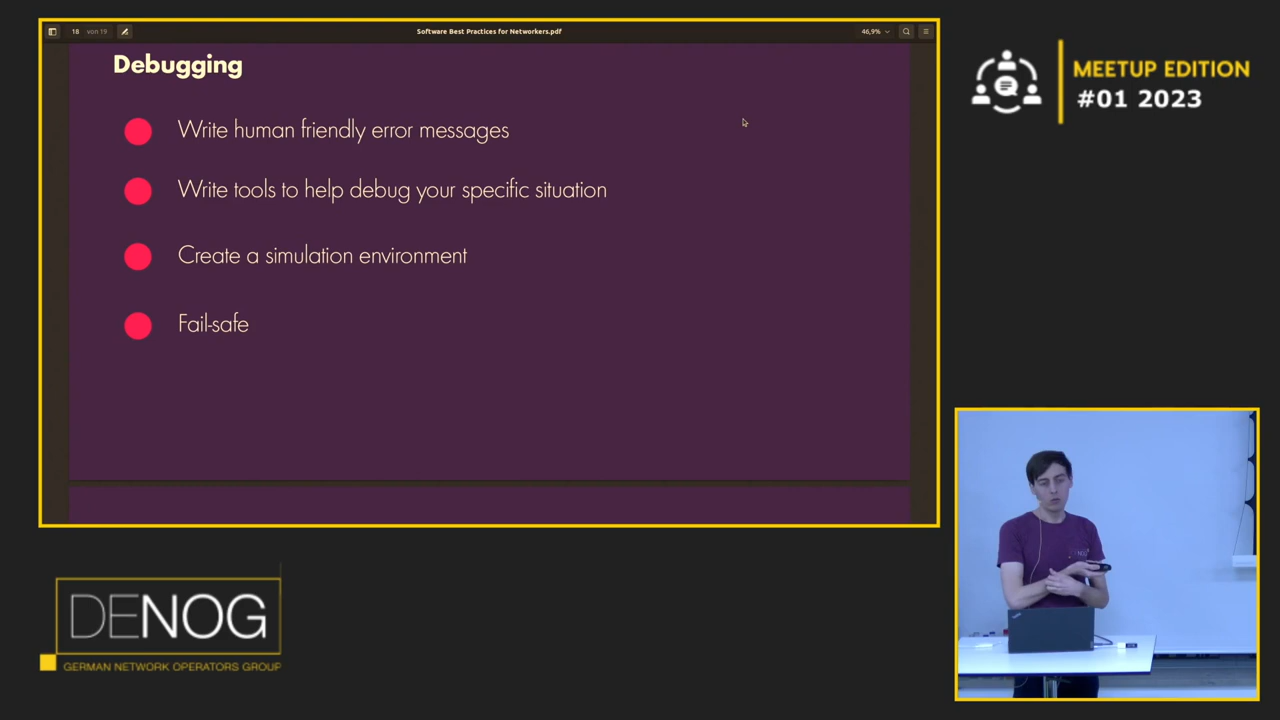 18 von 19
Software Best Practices for Networkers.pdf
46,9%
Debugging
Write human friendly error messages
Write tools to help debug your specific situation
Create a simulation environment
Fail-safe
MEETUP EDITION
#01 2023
DENOG
GERMAN NETWORK OPERATORS GROUP
DENOG